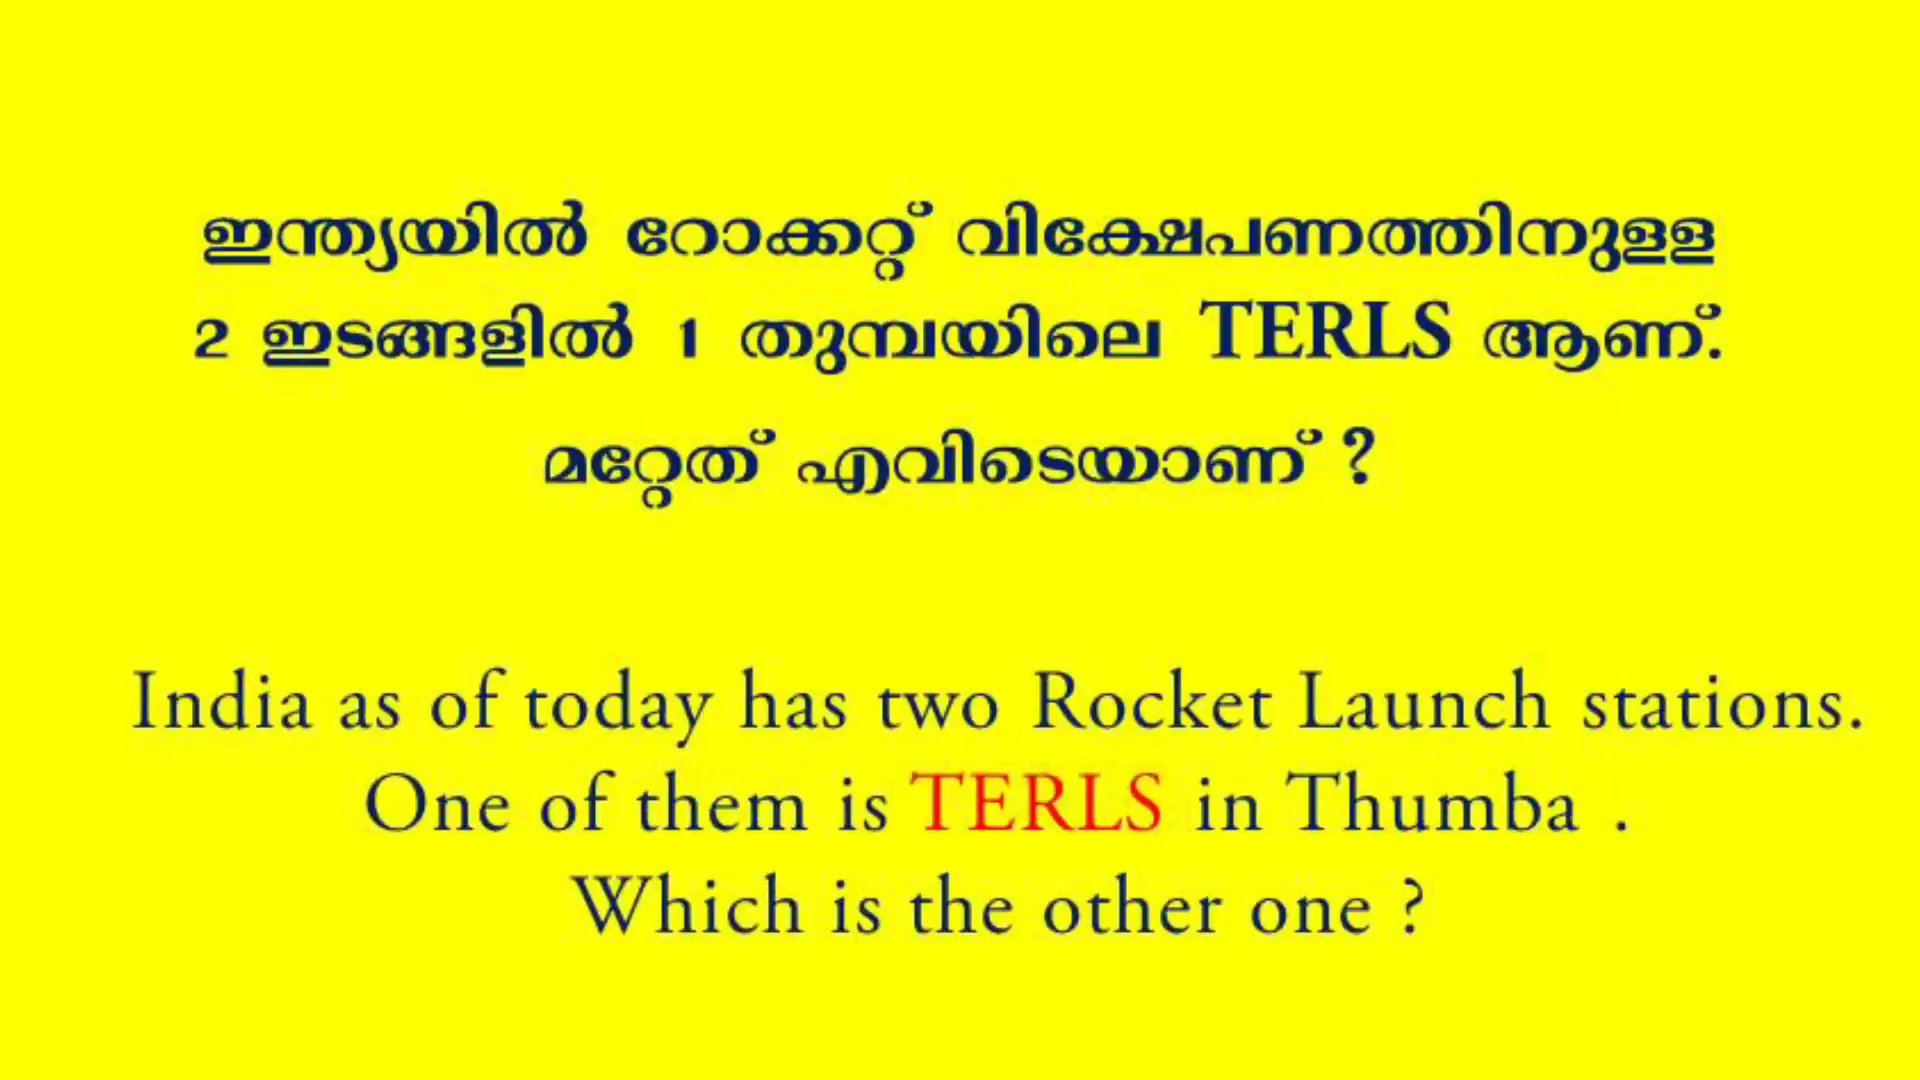 ഇന്ത്യയിൽ റോക്കറ്റ് വിക്ഷേപണത്തിനുളള
2 ഇടങ്ങളിൽ 1 തുമ്പയിലെ TERLS ആണ്.
മറ്റേത് എവിടെയാണ് ?
India as of today has two Rocket Launch stations.
One of them is TERLS in Thumba .
Which is the other one ?